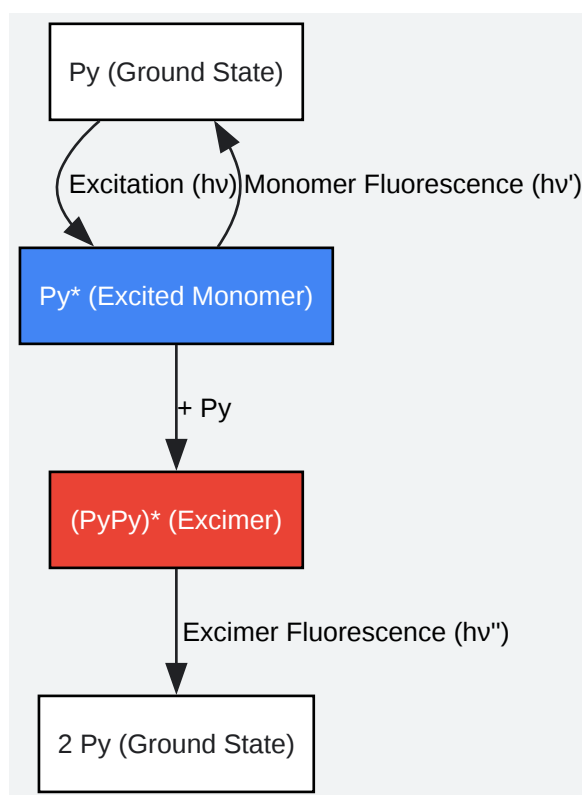 Py (Ground State)
Excitation (hν) Monomer Fluorescence (hν')
Py* (Excited Monomer)
+ Py
(PyPy)* (Excimer)
Excimer Fluorescence (hν")
2 Py (Ground State)